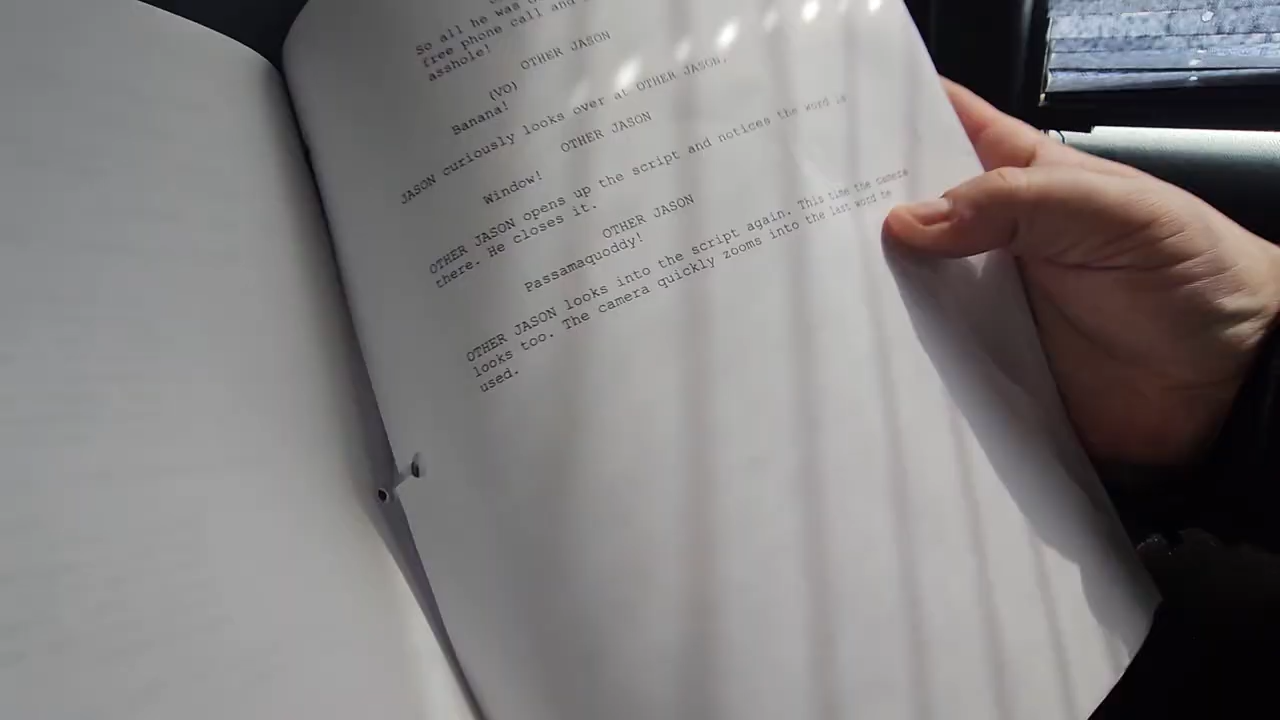 So all he was
free phone call and
asshole!
OTHER JASON
(VO)
Banana!
JASON curiously looks over at OTHER JASON,
OTHER JASON
Window!
OTHER JASON opens up the script and notices the word is
there. He closes it.
OTHER JASON
Passamaquoddy!
OTHER JASON looks into the script again. This time the camera
looks too. The camera quickly zooms into the last word he
used.